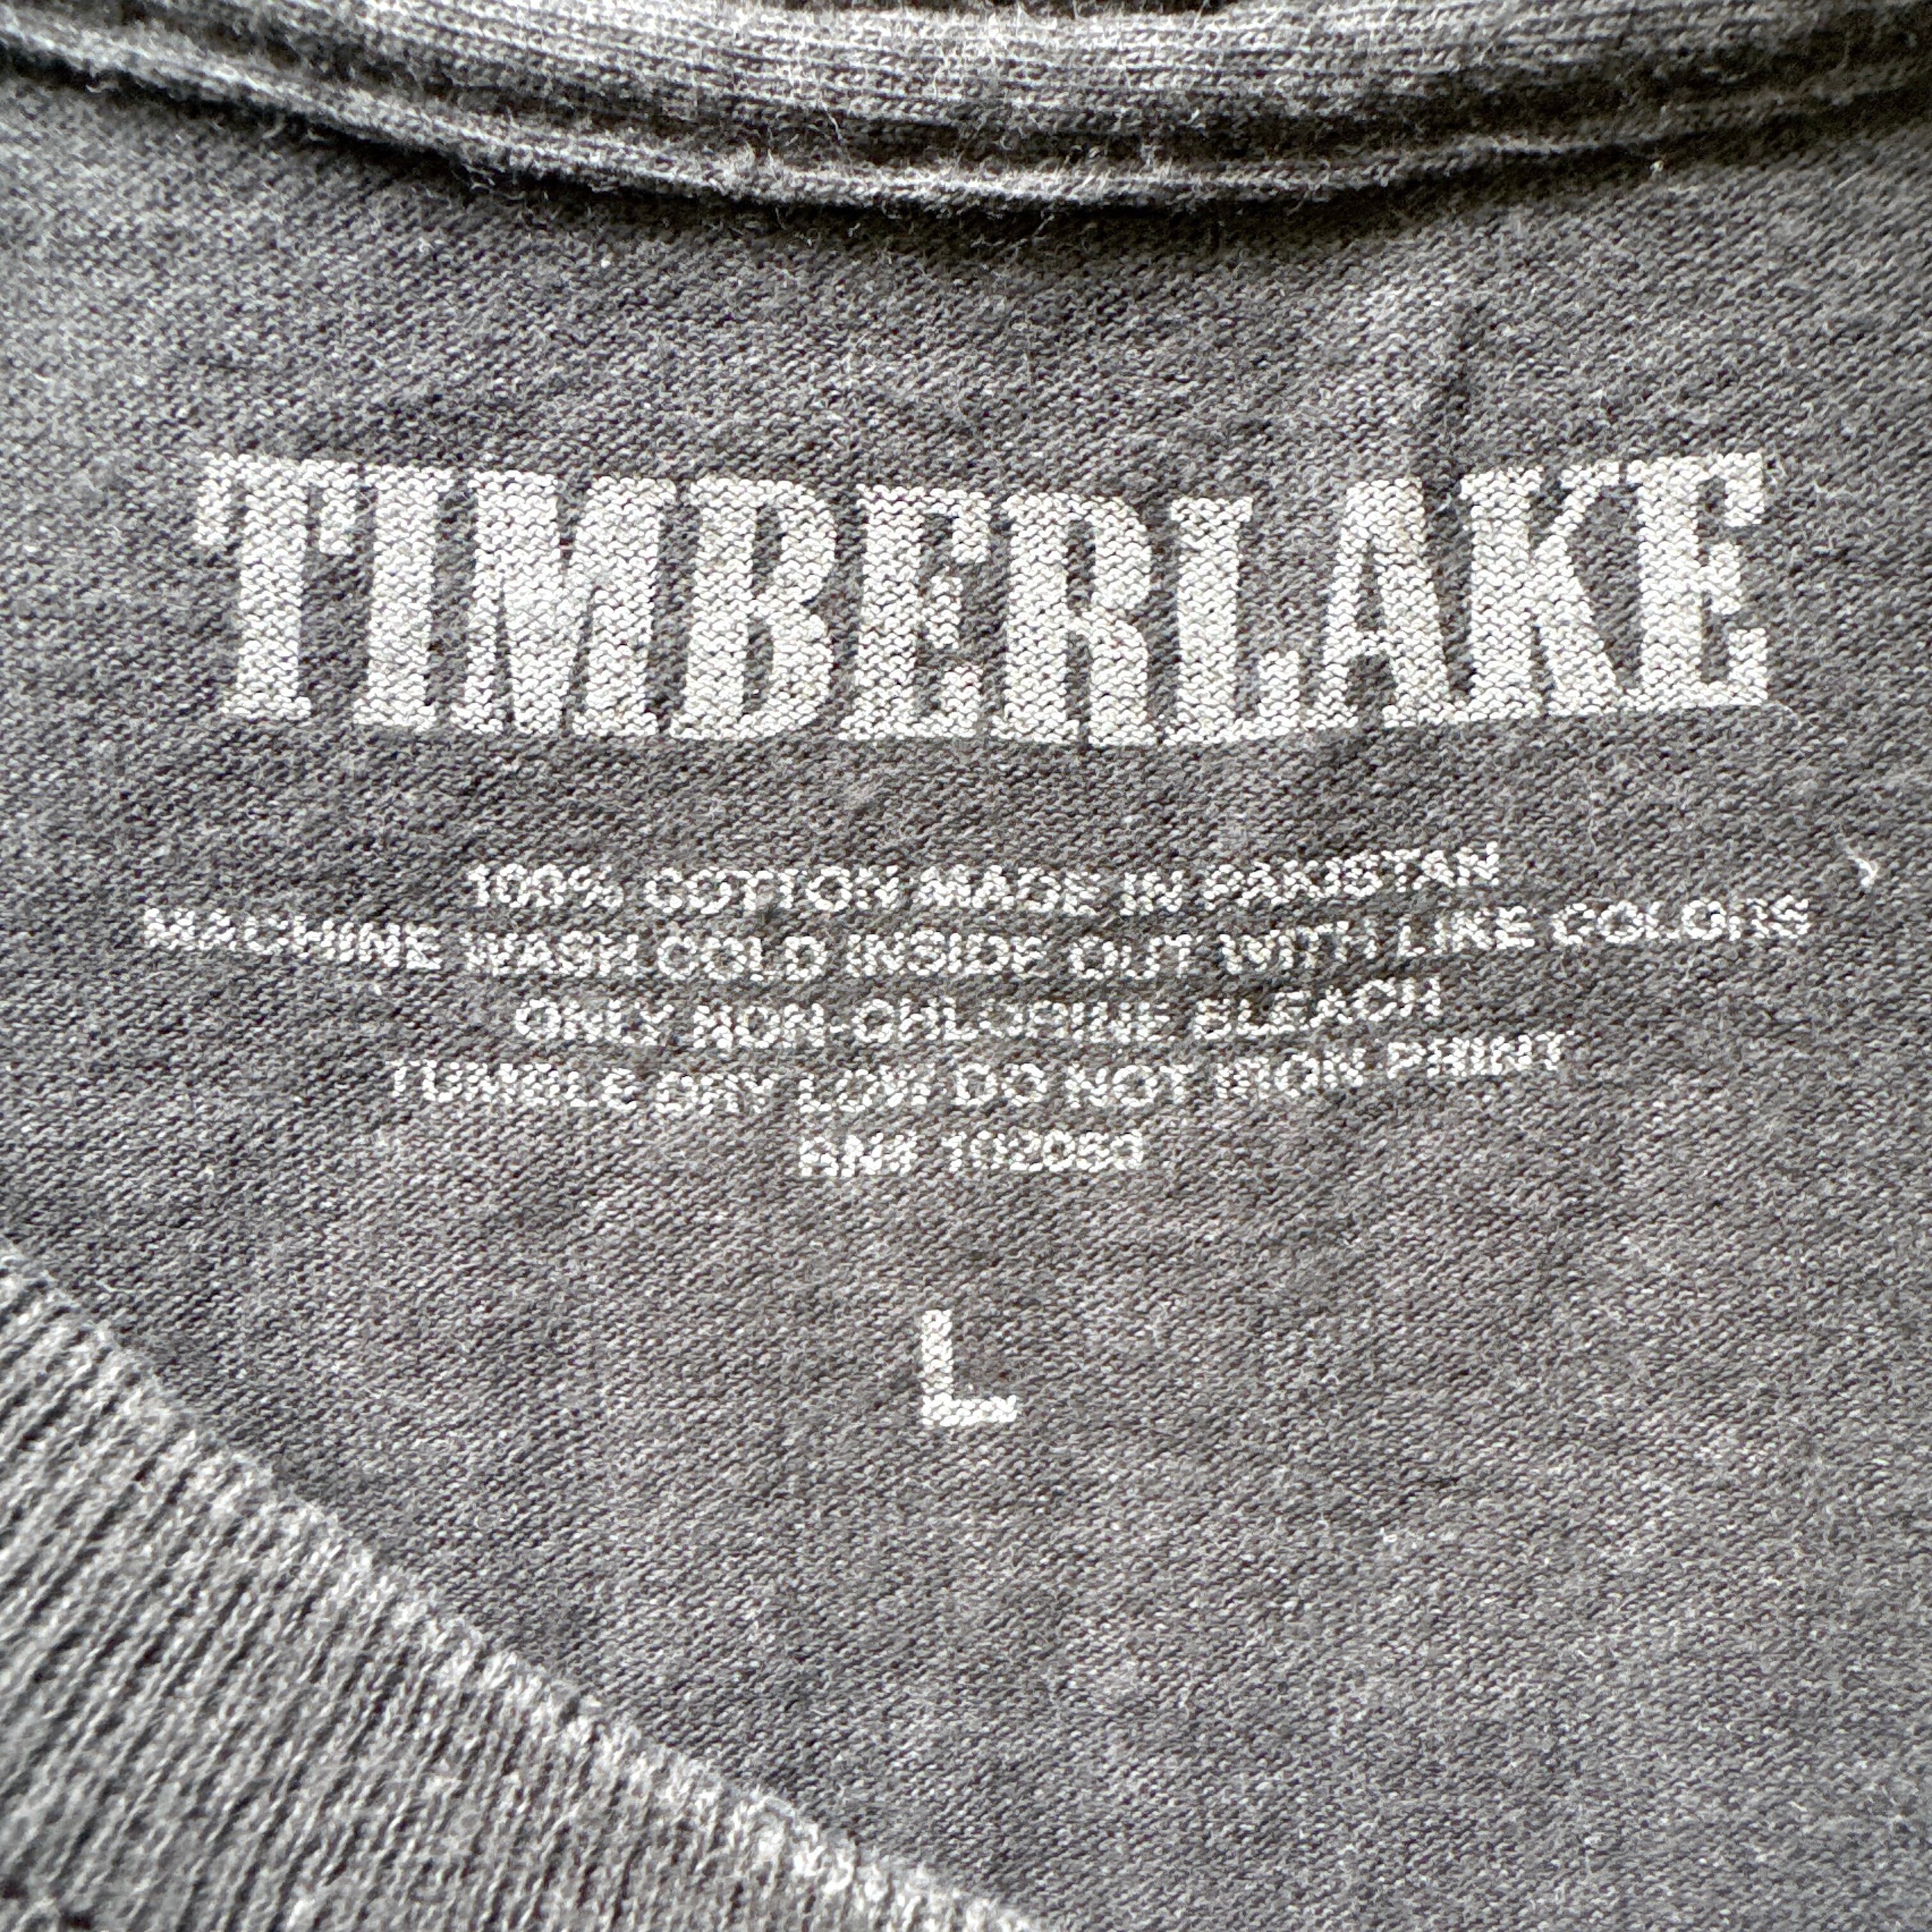 TIMBERLAKE
100% COTTON MADE IN PAKISTAN
MACHINE WASH COLD INSIDE OUT WITH LIKE COLORS
ONLY NON-CHLORINE BLEACH
TUMBLE DRY LOW DO NOT IRON PRINT
RN#
L